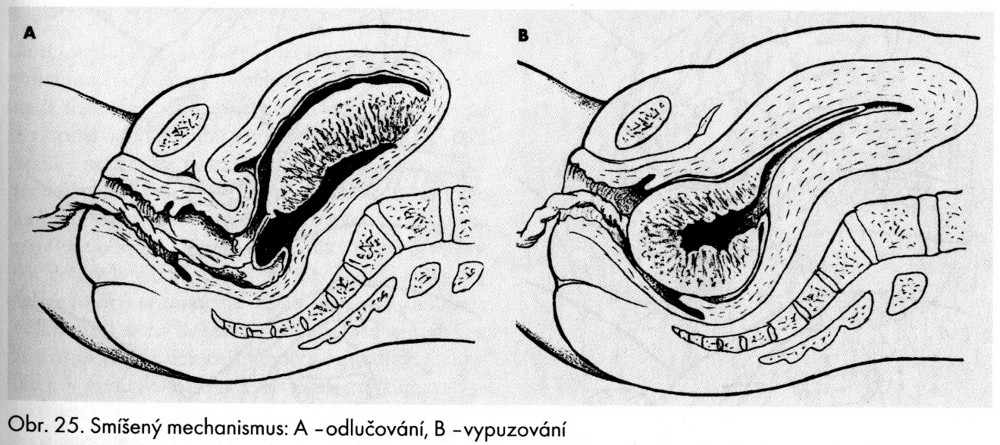 A
B
Obr. 25. Smíšený mechanismus: A –odlučování, B –vypuzování